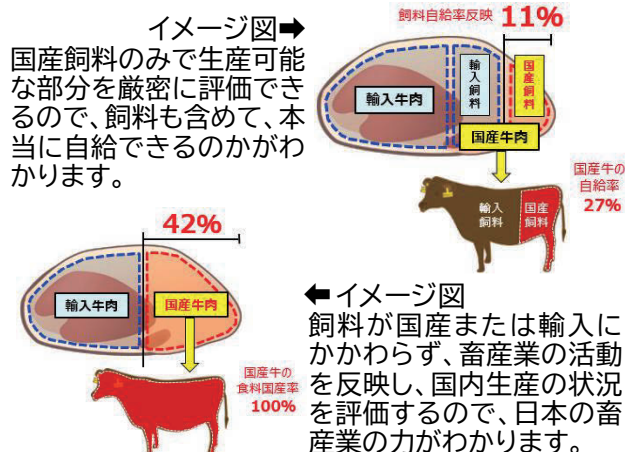 イメージ図➡
国産飼料のみで生産可能
な部分を厳密に評価でき
るので、飼料も含めて、本
当に自給できるのかがわ
かります。
飼料自給率反映 11%
輸入牛肉
輸入飼料
国産飼料
国産牛肉
国産牛の
自給率
27%
輸入
飼料
国産
飼料
42%
輸入牛肉
国産牛肉
国産牛の
食料国産率
100%
⬅イメージ図
飼料が国産または輸入に
かかわらず、畜産業の活動
を反映し、国内生産の状況
を評価するので、日本の畜
産業の力がわかります。